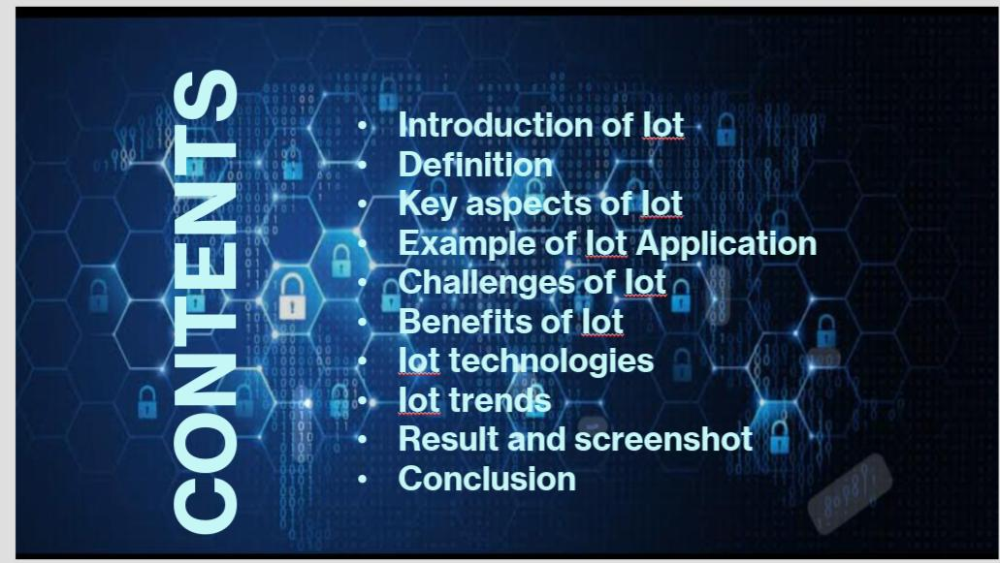 CONTENTS
• Introduction of Iot
• Definition
• Key aspects of Iot
• Example of Iot Application
• Challenges of Iot
• Benefits of Iot
• Iot technologies
• Iot trends
• Result and screenshot
• Conclusion